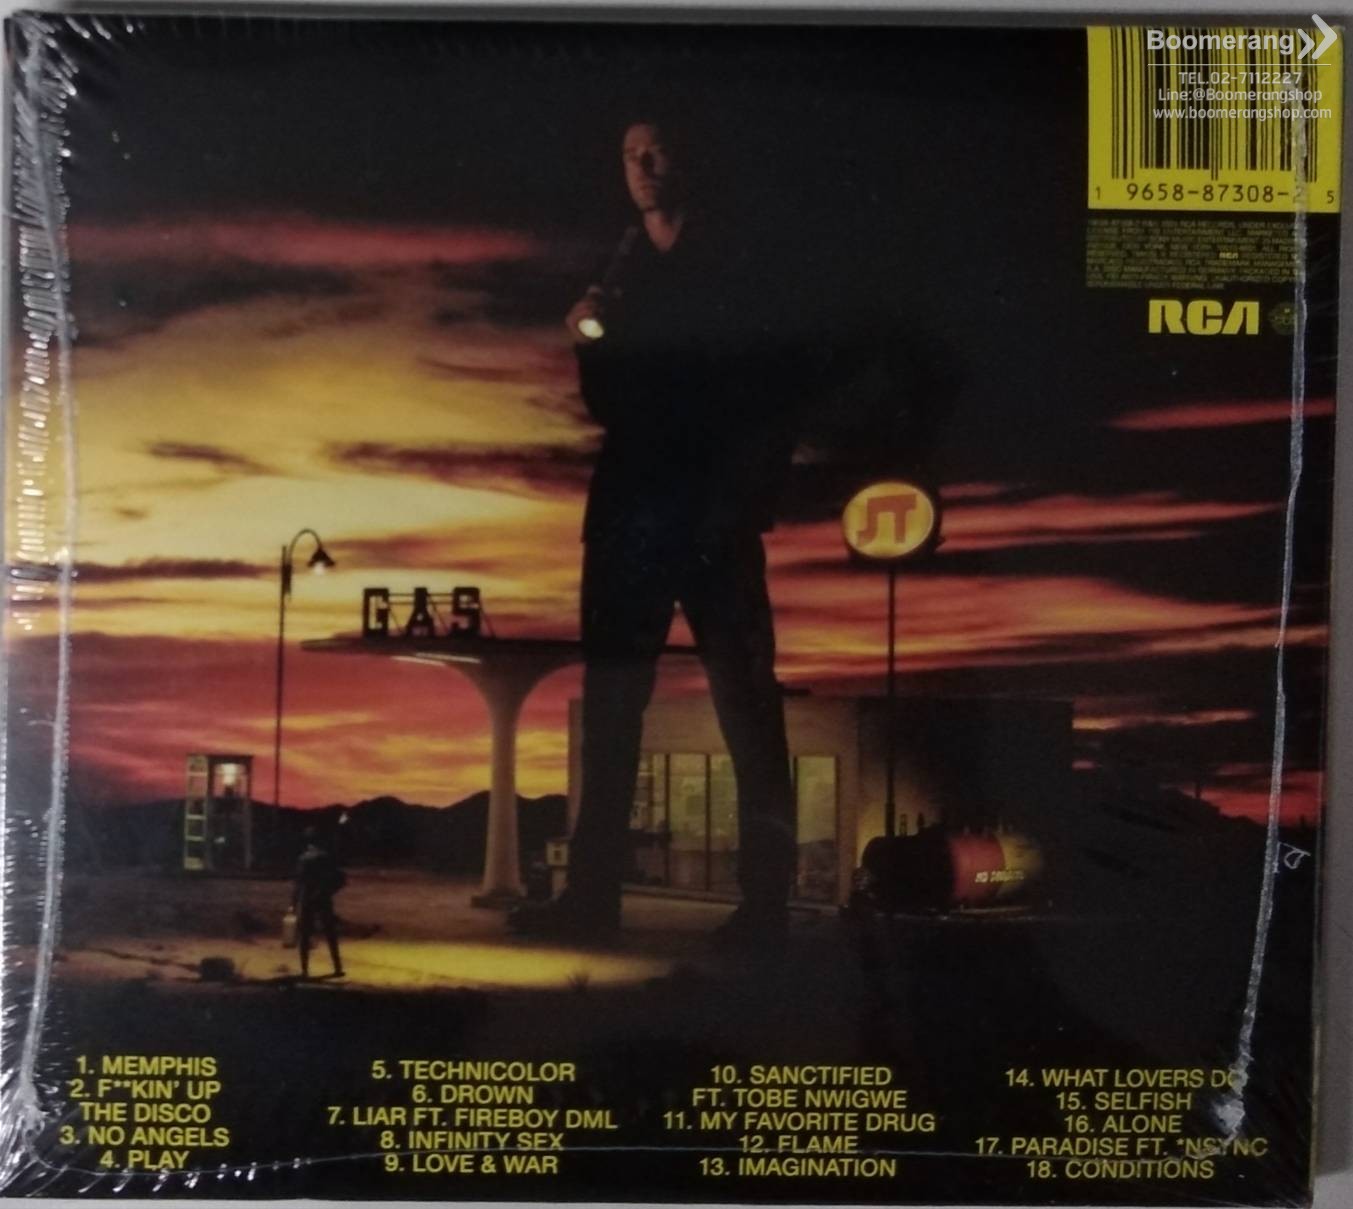 Boomerang
TEL.02-7112227
Line:@Boomerangshop
www.boomerangshop.com
1 9658-87308-2 5
RCA
JT
GAS
1. MEMPHIS
2. F**KIN' UP
THE DISCO
3. NO ANGELS
4. PLAY
5. TECHNICOLOR
6. DROWN
7. LIAR FT. FIREBOY DML
8. INFINITY SEX
9. LOVE & WAR
10. SANCTIFIED
FT. TOBE NWIGWE
11. MY FAVORITE DRUG
12. FLAME
13. IMAGINATION
14. WHAT LOVERS DO
15. SELFISH
16. ALONE
17. PARADISE FT. *NSYNC
18. CONDITIONS